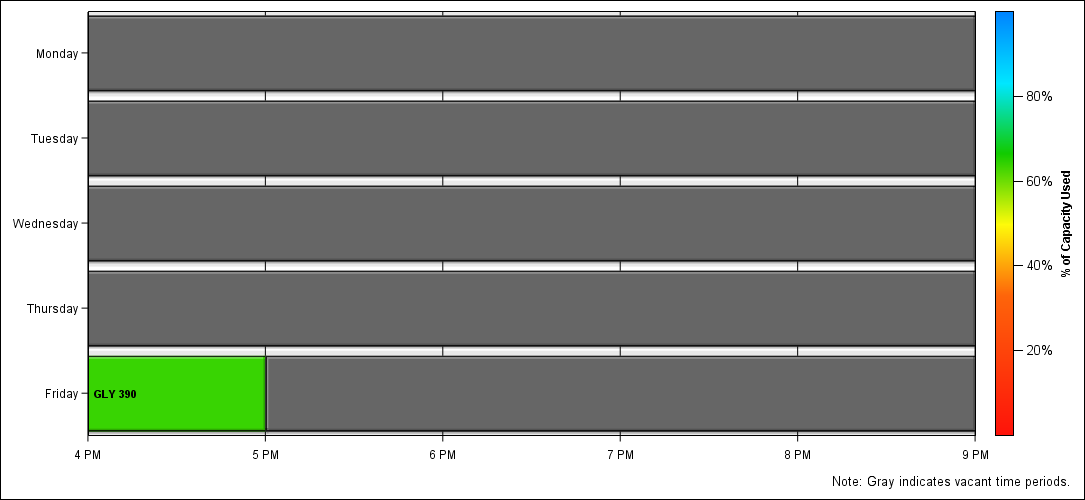 Monday
Tuesday
Wednesday
Thursday
Friday
GLY 390
4 PM
5 PM
6 PM
7 PM
8 PM
9 PM
80%
60%
40%
20%
% of Capacity Used
Note: Gray indicates vacant time periods.